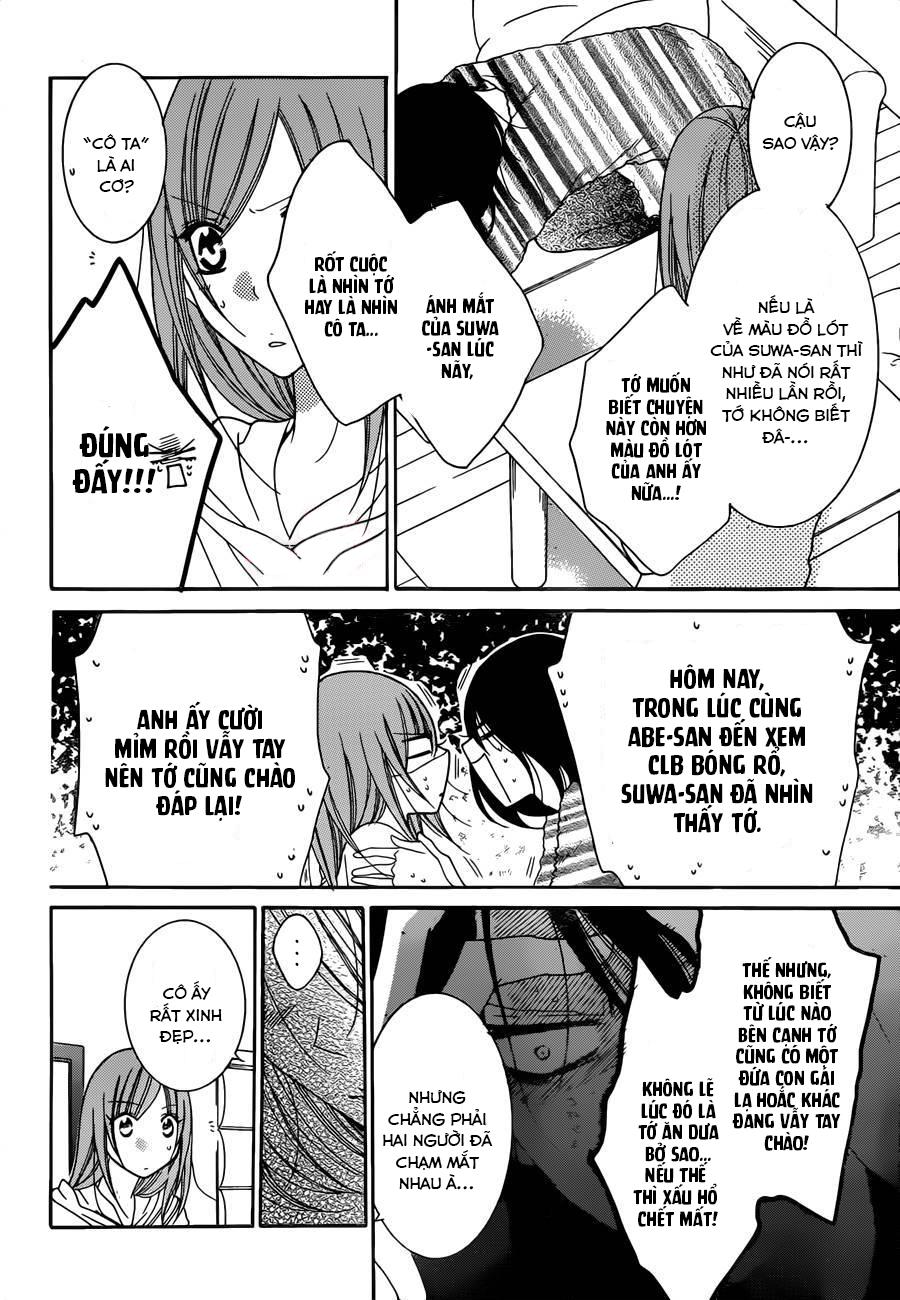 CẬU
SAO VẬY?
NẾU LÀ
VỀ MÀU ĐỒ LÓT
CỦA SUWA-SAN THÌ
NHƯ ĐÃ NÓI RẤT
NHIỀU LẦN RỒI,
TỚ KHÔNG BIẾT
ĐÂ-...
TỚ MUỐN
BIẾT CHUYỆN
NÀY CÒN HƠN
MÀU ĐỒ LÓT
CỦA ANH ẤY
NỮA...!
ÁNH MẮT
CỦA SUWA
-SAN LÚC
NÃY,
RỐT CUỘC
LÀ NHÌN TỚ
HAY LÀ NHÌN
CÔ TA...
"CÔ TA"
LÀ AI
CƠ?
ĐÚNG
ĐẤY!!!
HÔM NAY,
TRONG LÚC CÙNG
ABE-SAN ĐẾN XEM
CLB BÓNG RỔ,
SUWA-SAN ĐÃ NHÌN
THẤY TỚ.
ANH ẤY CƯỜI
MỈM RỒI VẪY TAY
NÊN TỚ CŨNG CHÀO
ĐÁP LẠI!
THẾ NHƯNG,
KHÔNG BIẾT
TỪ LÚC NÀO
BÊN CẠNH TỚ
CŨNG CÓ MỘT
ĐỨA CON GÁI
LẠ HOẮC KHÁC
ĐANG VẪY TAY
CHÀO!
KHÔNG LẼ
LÚC ĐÓ LÀ
TỚ ĂN DƯA
BỞ SAO...
NẾU THẾ
THÌ XẤU HỔ
CHẾT MẤT!
NHƯNG
CHẲNG PHẢI
HAI NGƯỜI ĐÃ
CHẠM MẮT
NHAU À...
...
CÔ ẤY
RẤT XINH
ĐẸP...